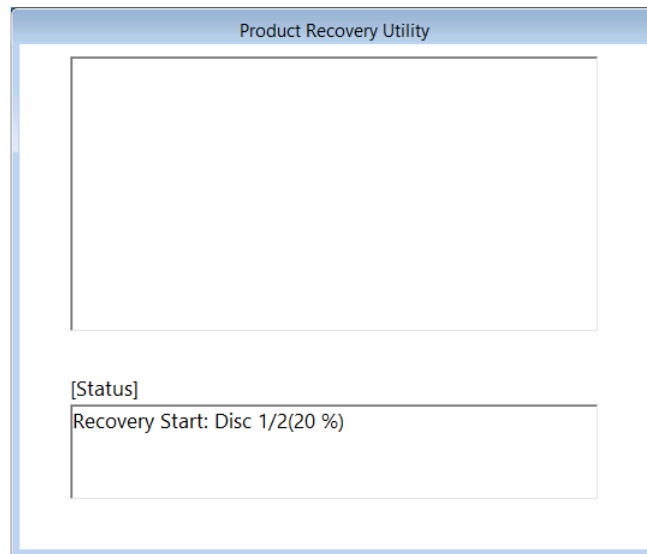 Product Recovery Utility
[Status]
Recovery Start: Disc 1/2(20 %)